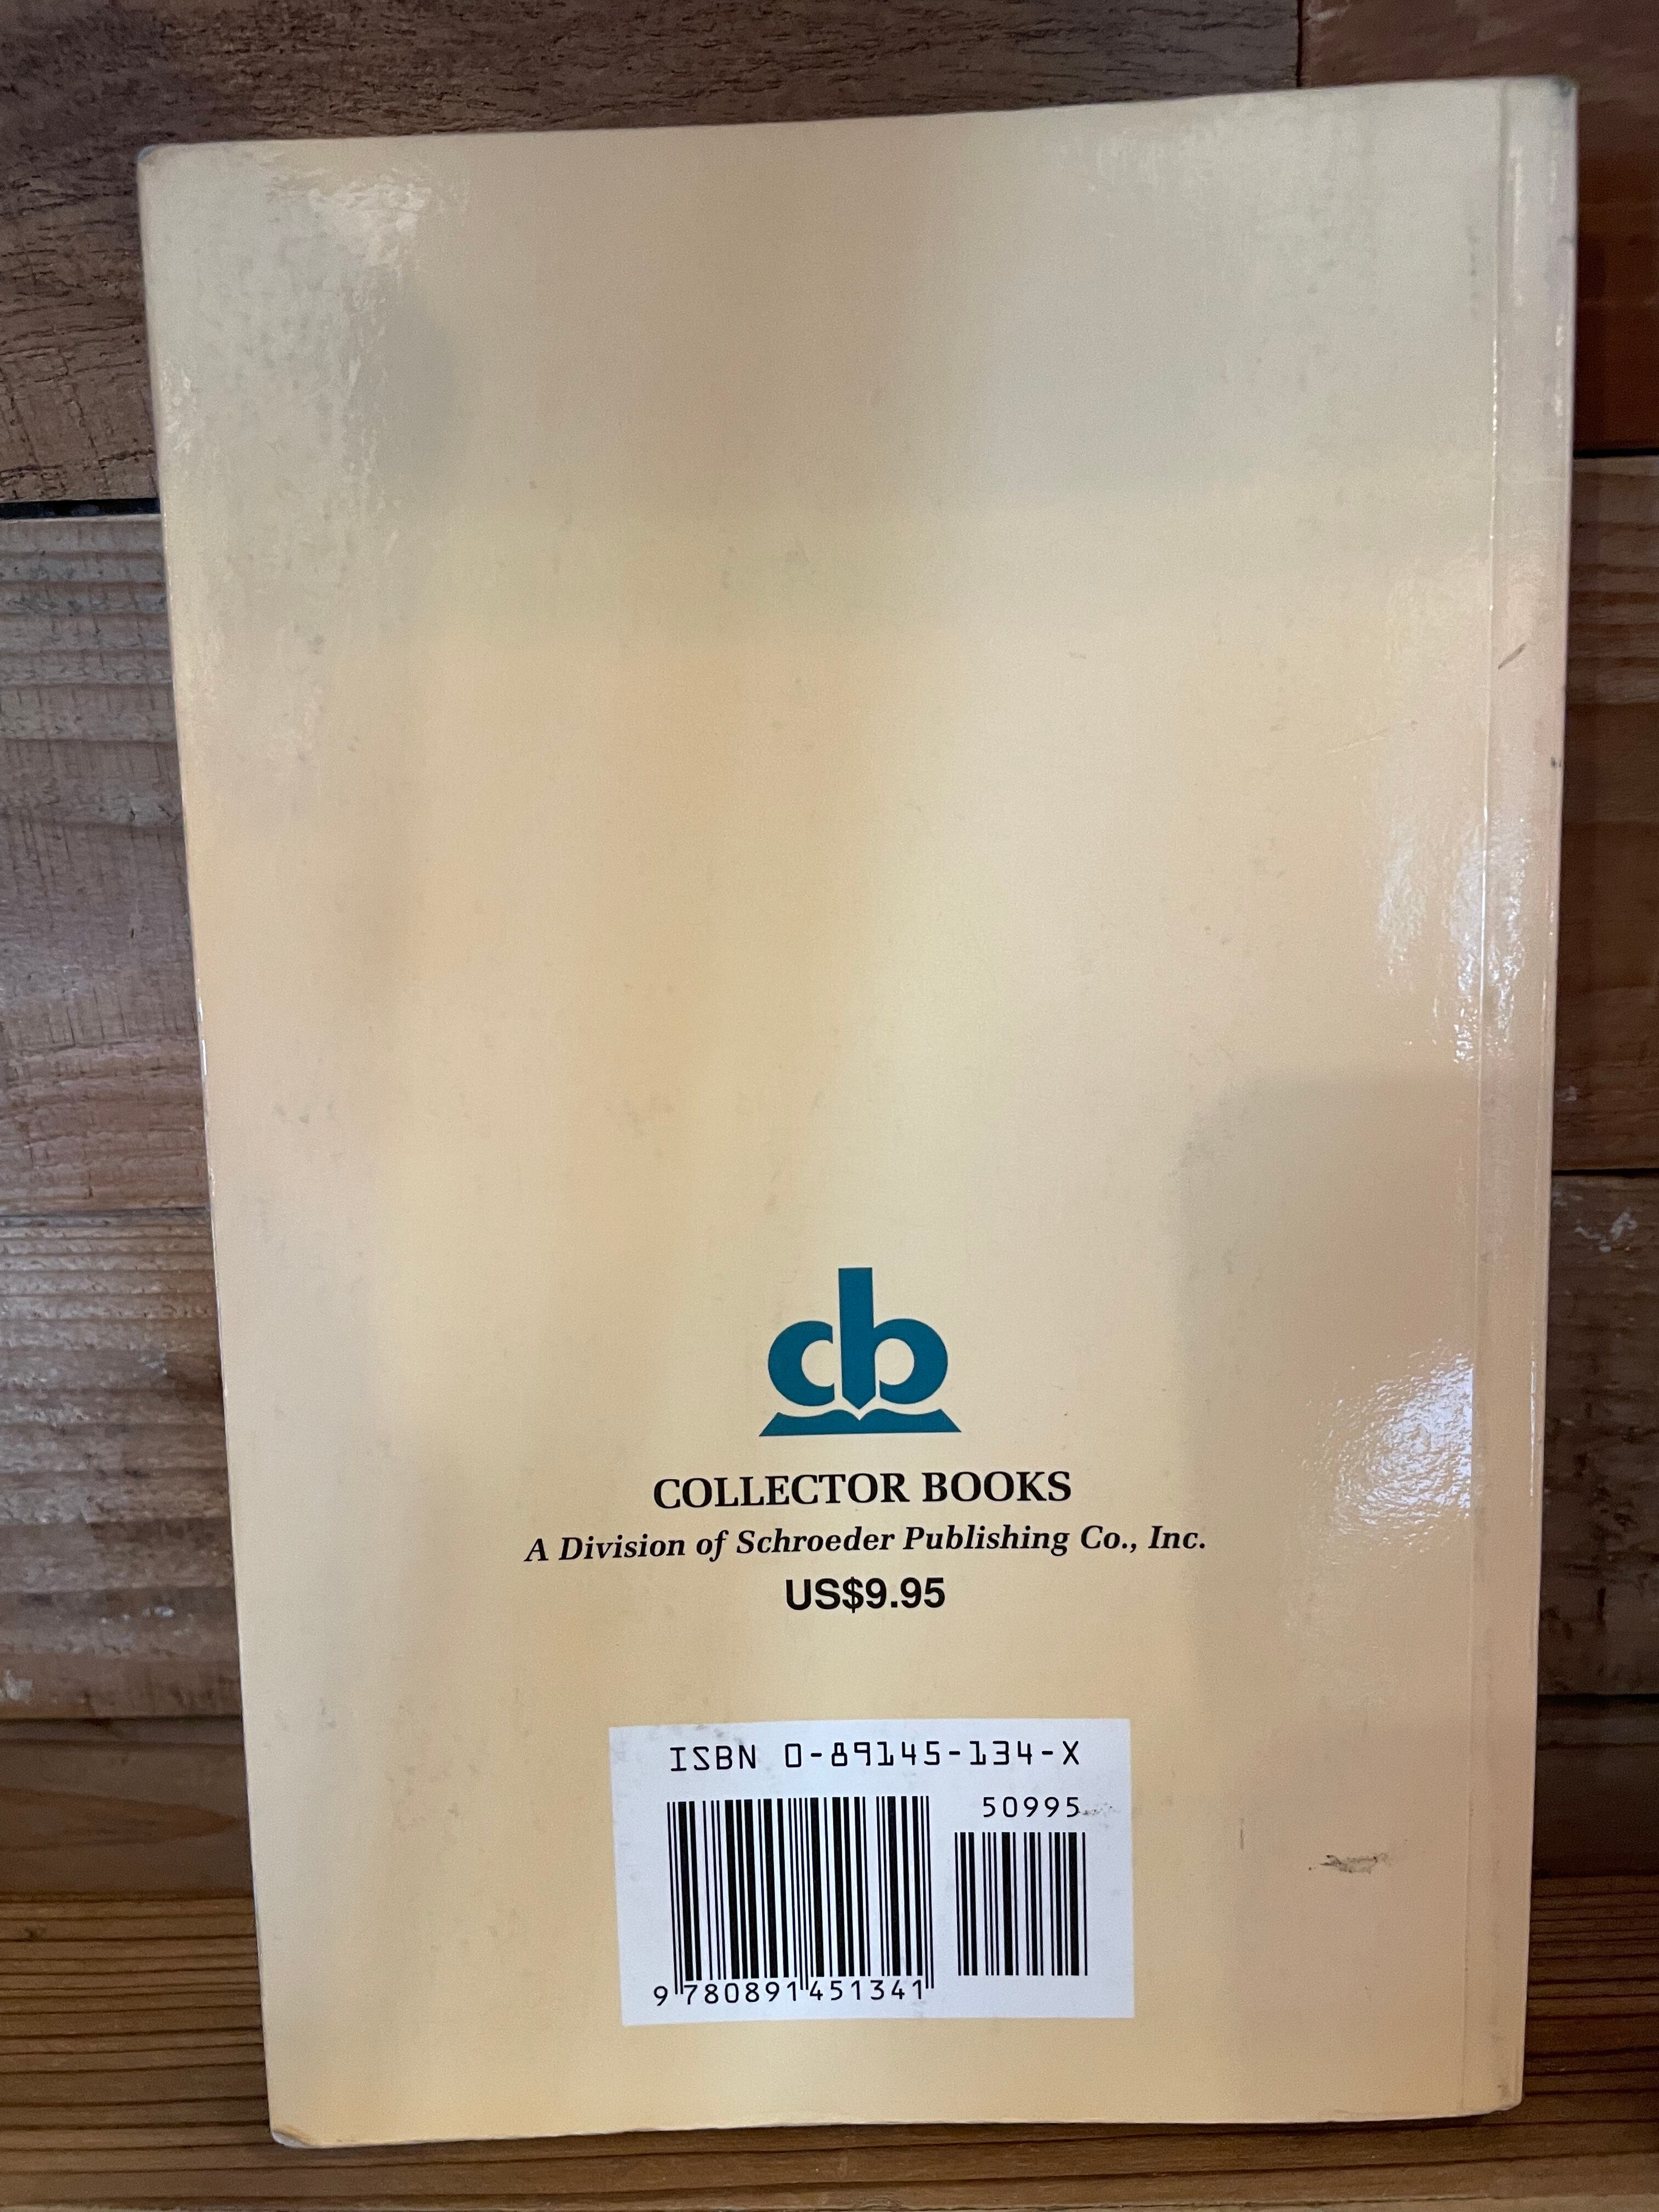 cb
COLLECTOR BOOKS
A Division of Schroeder Publishing Co., Inc.
US$9.95
ISBN 0-89145-134-X
50995
9 780891 451341